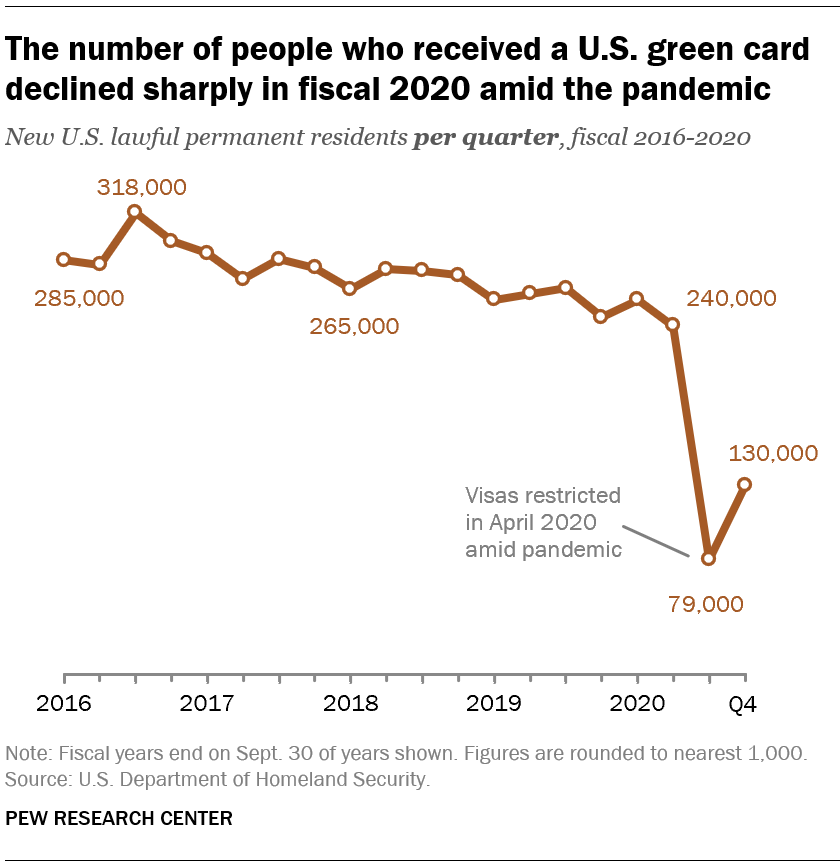 The number of people who received a U.S. green card
declined sharply in fiscal 2020 amid the pandemic
New U.S. lawful permanent residents per quarter, fiscal 2016-2020
318,000
285,000
265,000
240,000
130,000
Visas restricted
in April 2020
amid pandemic
79,000
2016 2017 2018 2019 2020 Q4
Note: Fiscal years end on Sept. 30 of years shown. Figures are rounded to nearest 1,000.
Source: U.S. Department of Homeland Security.
PEW RESEARCH CENTER